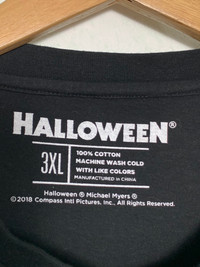 HALLOWEEN®
3XL
100% COTTON
MACHINE WASH COLD
WITH LIKE COLORS
MANUFACTURED IN CHINA
Halloween ® Michael Myers ®
©2018 Compass Intl Pictures, Inc., All Rights Reserved.